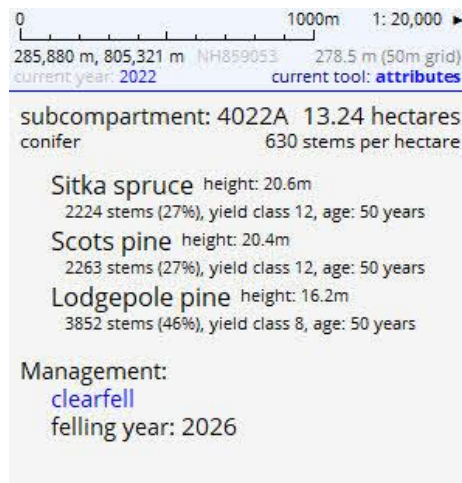 0 1000m 1: 20,000 ►
285,880 m, 805,321 m NH859053 278.5 m (50m grid)
current year: 2022 current tool: attributes
subcompartment: 4022A 13.24 hectares
conifer 630 stems per hectare
Sitka spruce height: 20.6m
2224 stems (27%), yield class 12, age: 50 years
Scots pine height: 20.4m
2263 stems (27%), yield class 12, age: 50 years
Lodgepole pine height: 16.2m
3852 stems (46%), yield class 8, age: 50 years
Management:
clearfell
felling year: 2026